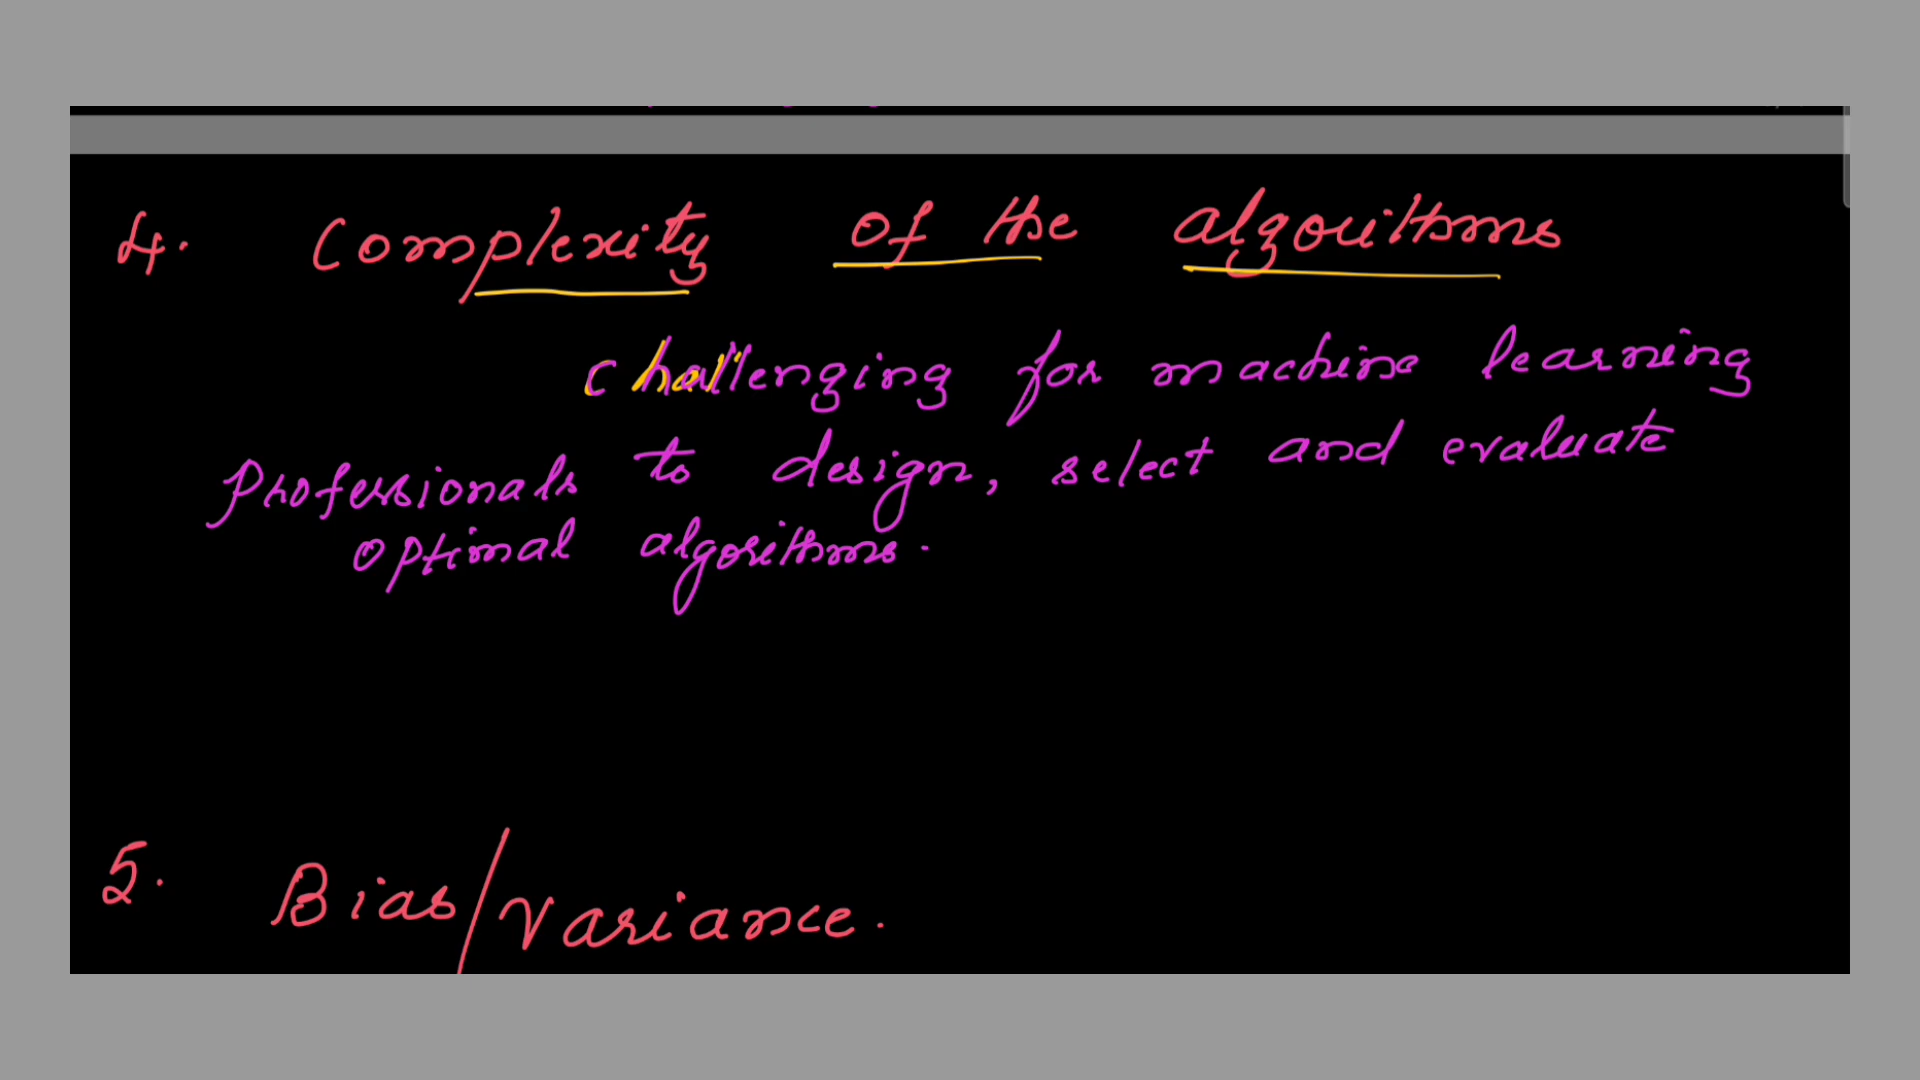 4. Complexity of the algorithms
challenging for machine learning
professionals to design, select and evaluate
optimal algorithms.
5. Bias/Variance.